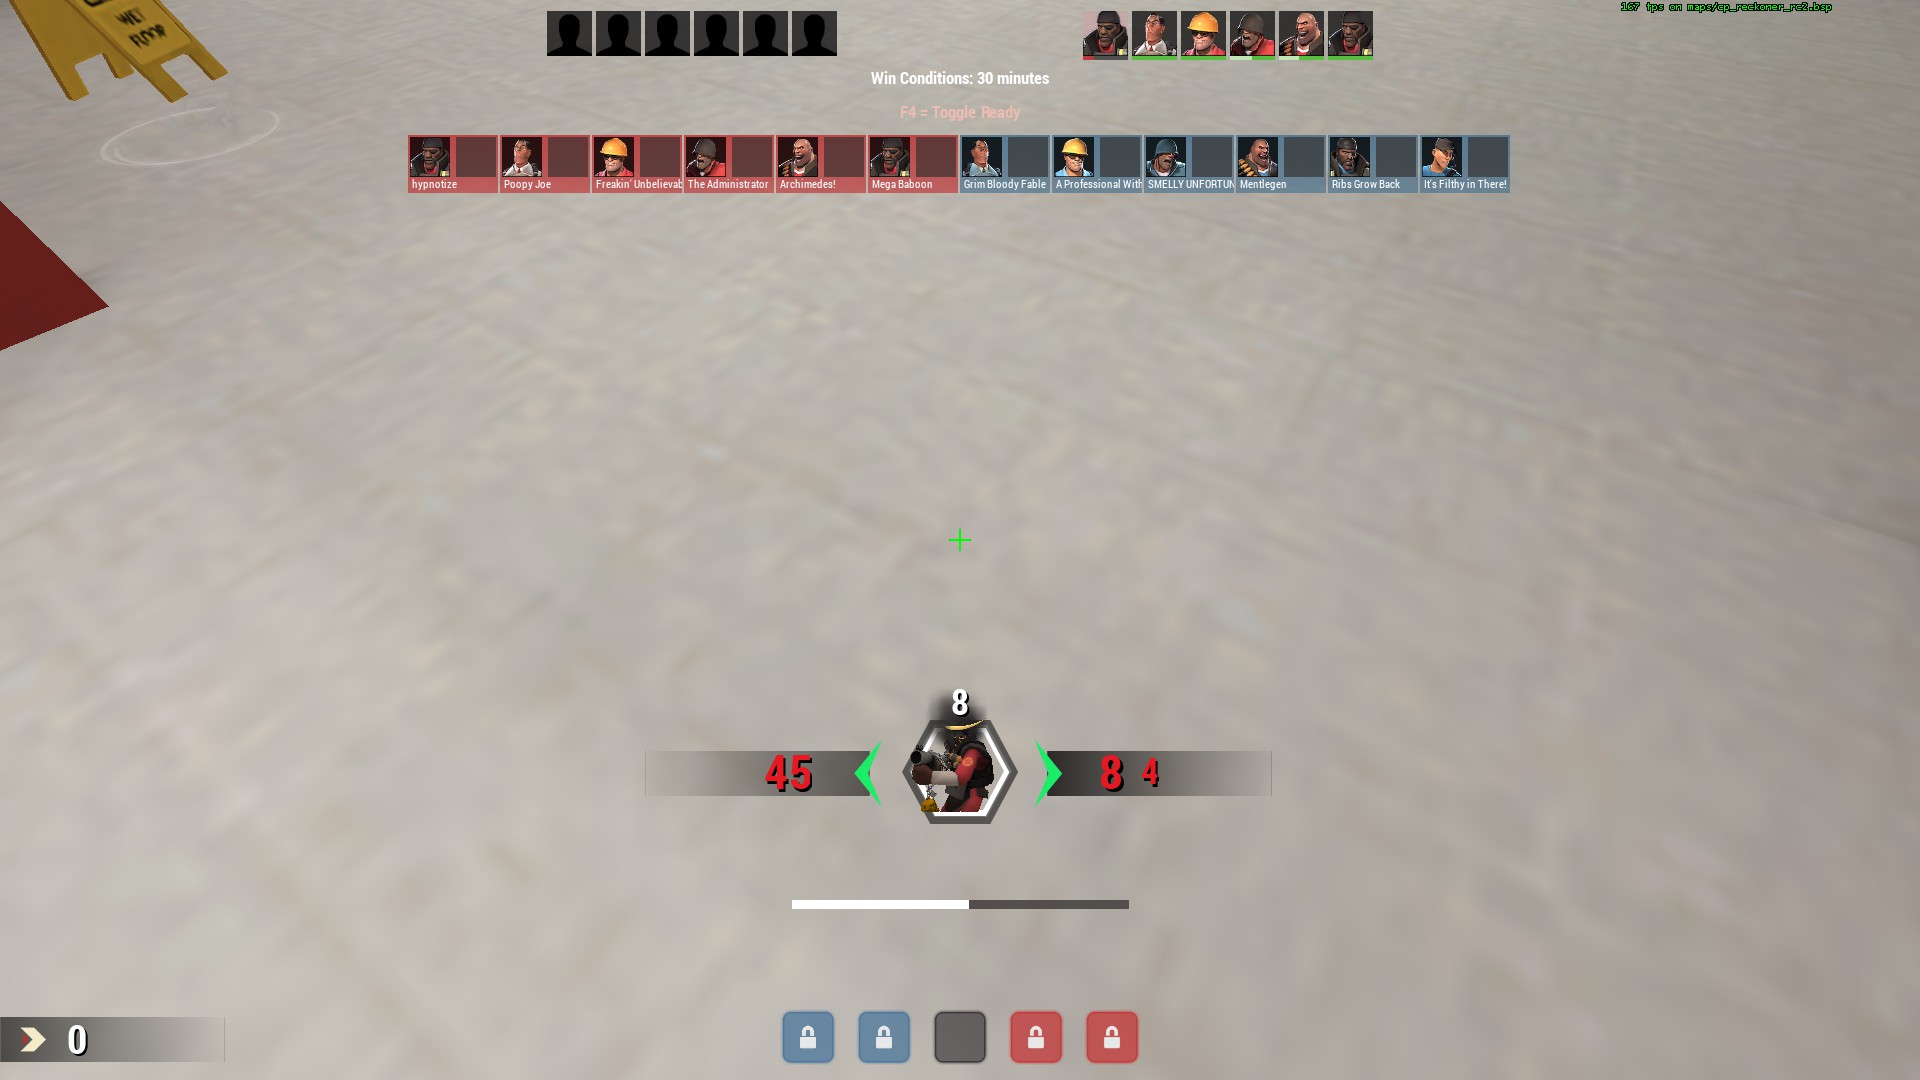 WET
FLOOR
167 fps on maps/cp_reckoner_rc2.bsp
Win Conditions: 30 minutes
F4 = Toggle Ready
hypnotize
Poopy Joe
Freakin' Unbelievab
The Administrator
Archimedes!
Mega Baboon
Grim Bloody Fable
A Professional With
SMELLY UNFORTUN
Mentlegen
Ribs Grow Back
It's Filthy in There!
8
45
8 4
0